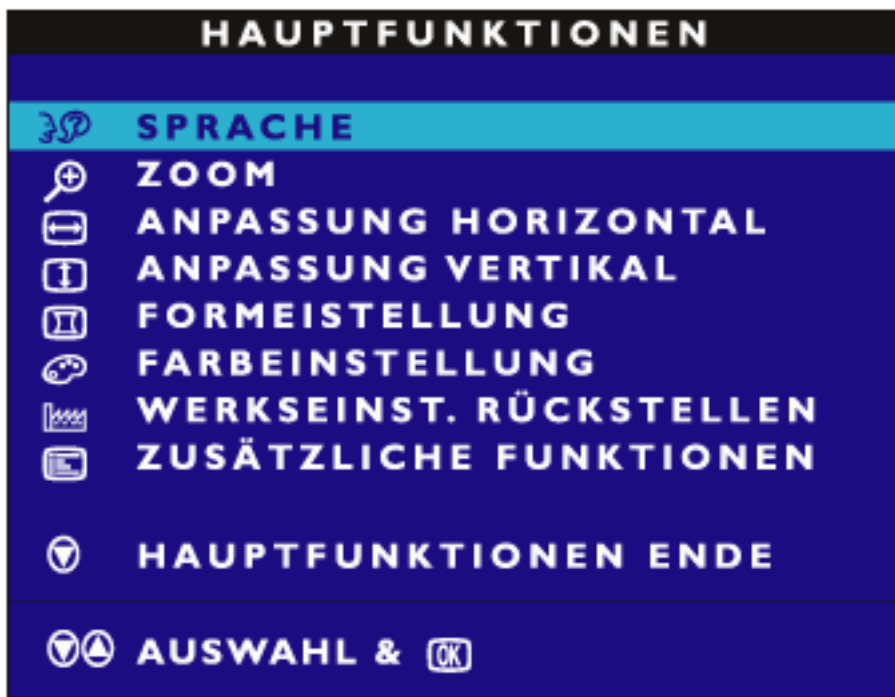 HAUPTFUNKTIONEN
SPRACHE
ZOOM
ANPASSUNG HORIZONTAL
ANPASSUNG VERTIKAL
FORMEISTELLUNG
FARBEINSTELLUNG
WERKSEINST. RÜCKSTELLEN
ZUSÄTZLICHE FUNKTIONEN
HAUPTFUNKTIONEN ENDE
AUSWAHL & OK